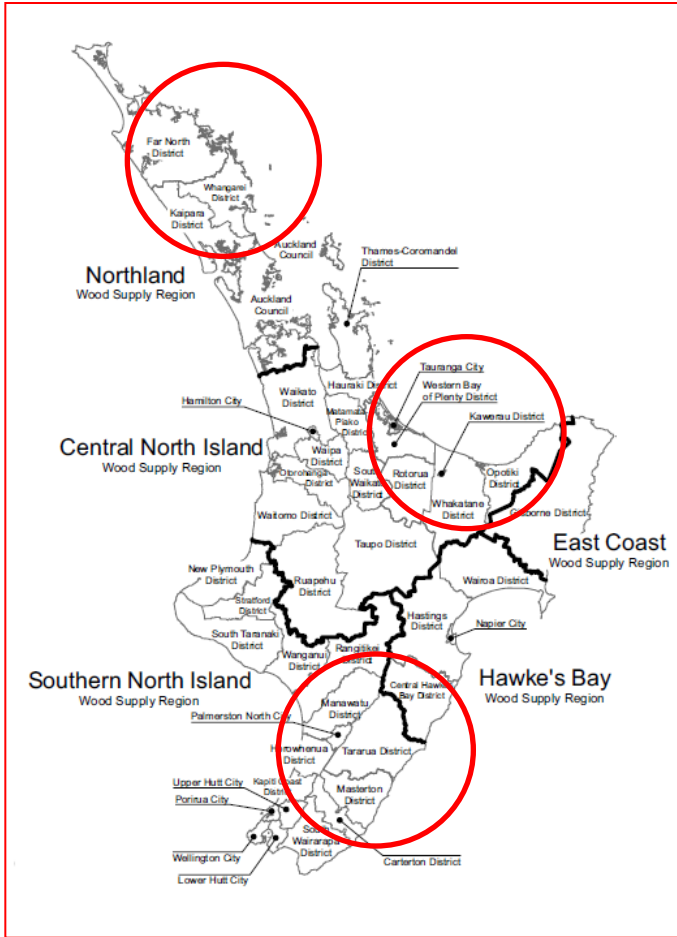 Far North
District
Whangarei
District
Kaipara
District
Auckland
Council
Thames-Coromandel
District
Northland
Wood Supply Region
Auckland
Council
Tauranga City
Hauraki District
Western Bay
of Plenty District
Waikato
District
Hamilton City
Matamata
Piako
District
Kawerau District
Central North Island
Wood Supply Region
Waipa
District
Otorohanga
District
South
Waikato
District
Rotorua
District
Opotiki
District
Whakatane
District
Gisborne District
Waitomo District
Taupo District
East Coast
Wood Supply Region
New Plymouth
District
Ruapehu
District
Wairoa District
Stratford
District
Hastings
District
Napier City
South Taranaki
District
Wanganui
District
Rangitikei
District
Southern North Island
Wood Supply Region
Central Hawke's
Bay District
Hawke's Bay
Wood Supply Region
Manawatu
District
Palmerston North City
Horowhenua
District
Tararua District
Upper Hutt City
Kapiti Coast
District
Masterton
District
Porirua City
South
Wairarapa
District
Wellington City
Carterton District
Lower Hutt City